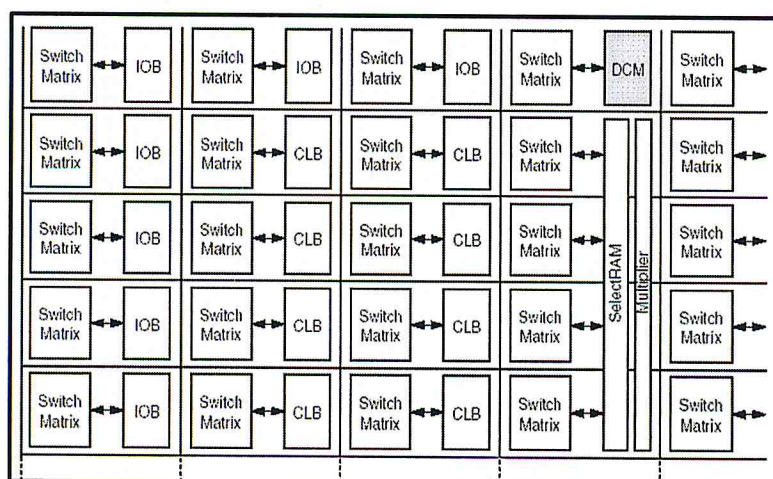 Switch
Matrix
IOB
Switch
Matrix
IOB
Switch
Matrix
IOB
Switch
Matrix
DCM
Switch
Matrix
Switch
Matrix
IOB
Switch
Matrix
CLB
Switch
Matrix
CLB
Switch
Matrix
Switch
Matrix
Switch
Matrix
IOB
Switch
Matrix
CLB
Switch
Matrix
CLB
Switch
Matrix
SelectRAM
Multiplier
Switch
Matrix
Switch
Matrix
IOB
Switch
Matrix
CLB
Switch
Matrix
CLB
Switch
Matrix
Switch
Matrix
Switch
Matrix
IOB
Switch
Matrix
CLB
Switch
Matrix
CLB
Switch
Matrix
Switch
Matrix